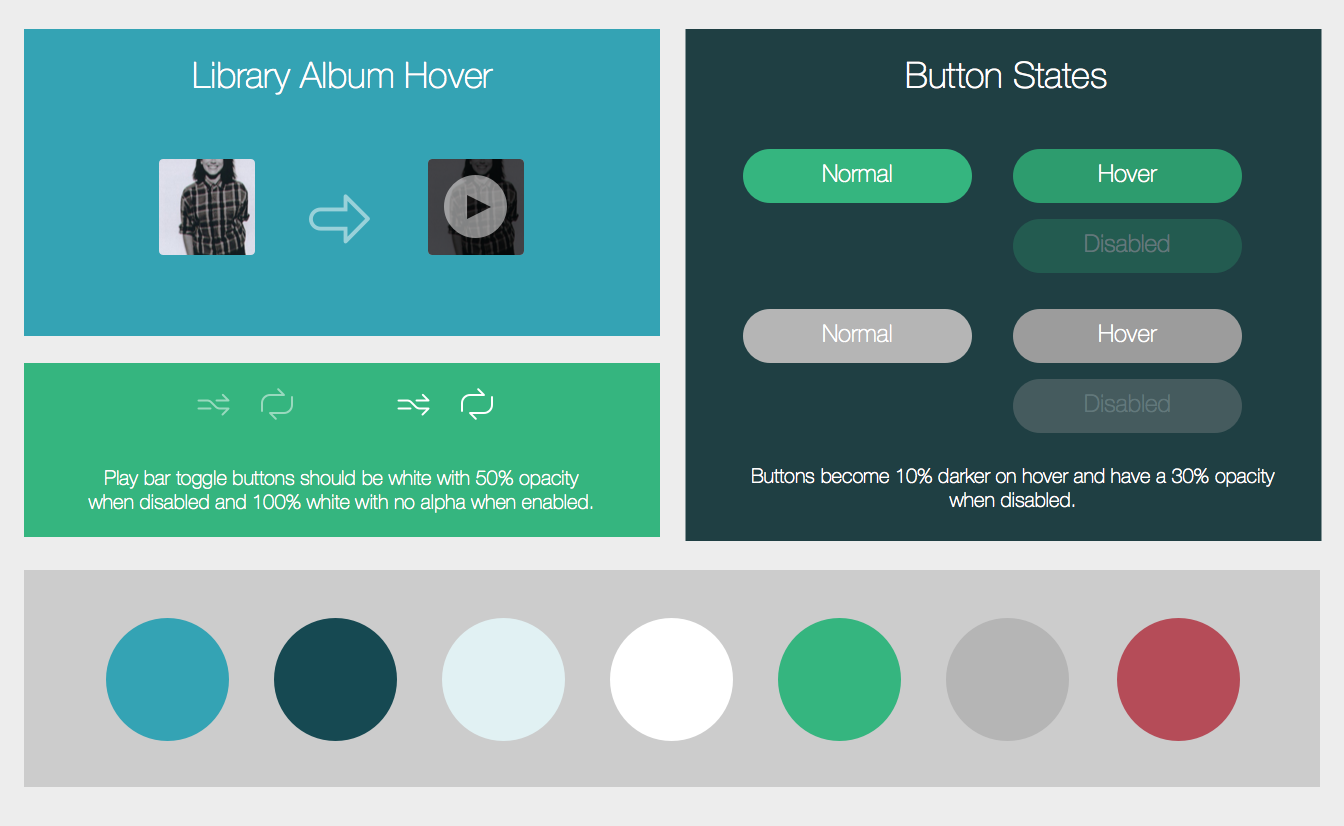 Library Album Hover
Button States
Normal
Hover
Disabled
Normal
Hover
Disabled
Play bar toggle buttons should be white with 50% opacity
when disabled and 100% white with no alpha when enabled.
Buttons become 10% darker on hover and have a 30% opacity
when disabled.